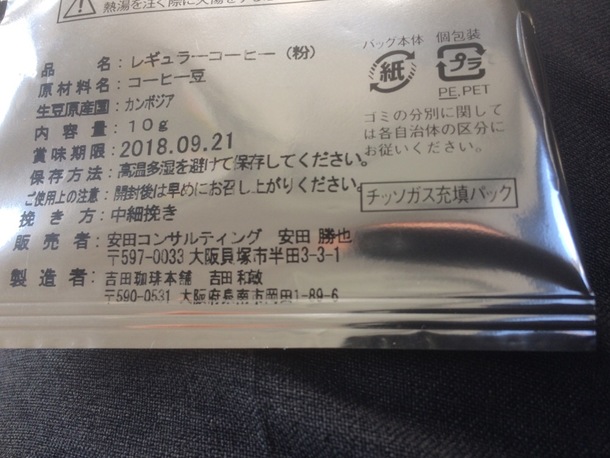 熱湯を注ぐ際に火傷をする
品名：レギュラーコーヒー（粉）
原材料名：コーヒー豆
生豆原産国：カンボジア
内容量：10g
賞味期限：2018.09.21
保存方法：高温多湿を避けて保存してください。
ご使用上の注意：開封後は早めにお召し上がりください。
挽き方：中細挽き
販売者：安田コンサルティング 安田 勝也
〒597-0033 大阪貝塚市半田3-3-1
製造者：吉田珈琲本舗 吉田 和敏
〒590-0531 大阪府泉南市岡田1-89-6
バッグ本体 個包装
紙 プラ
PE,PET
ゴミの分別に関して
は各自治体の区分に
お従いください。
チッソガス充填パック